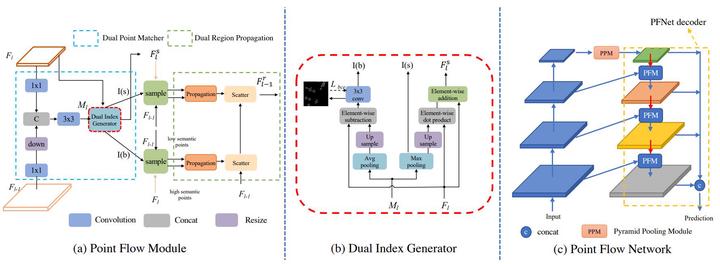 Dual Point Matcher
Dual Region Propagation
F_l
1x1
C
3x3
M_l
Dual Index
Generator
down
1x1
F_{l-1}
I(s)
I(b)
F_l^s
sample
F_{l-1}
low semantic
points
sample
high semantic
points
F_l
Propagation
Scatter
F_{l-1}^r
Propagation
Scatter
F_{l-1}
Convolution
Concat
Resize
(a) Point Flow Module
I(b)
I(s)
F_l^s
3x3
conv
Element-wise
addition
Element-wise
subtraction
Element-wise
dot product
Up
sample
Up
sample
Avg
pooling
Max
pooling
M_l
F_l
(b) Dual Index Generator
PFNet decoder
PPM
PFM
PFM
PFM
Input
C
Prediction
C concat
PPM Pyramid Pooling Module
(c) Point Flow Network